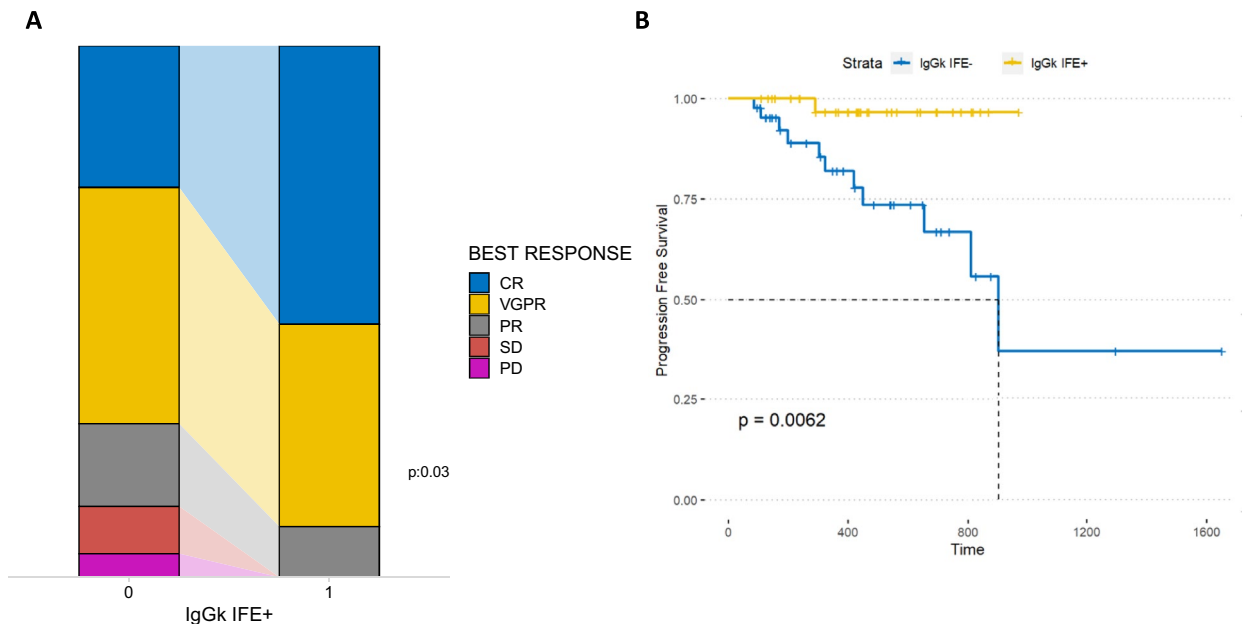 A
BEST RESPONSE
CR
VGPR
PR
SD
PD
p:0.03
0
1
IgGk IFE+
B
Strata
IgGk IFE-
IgGk IFE+
Progression Free Survival
1.00
0.75
0.50
0.25
0.00
p = 0.0062
0
400
800
1200
1600
Time